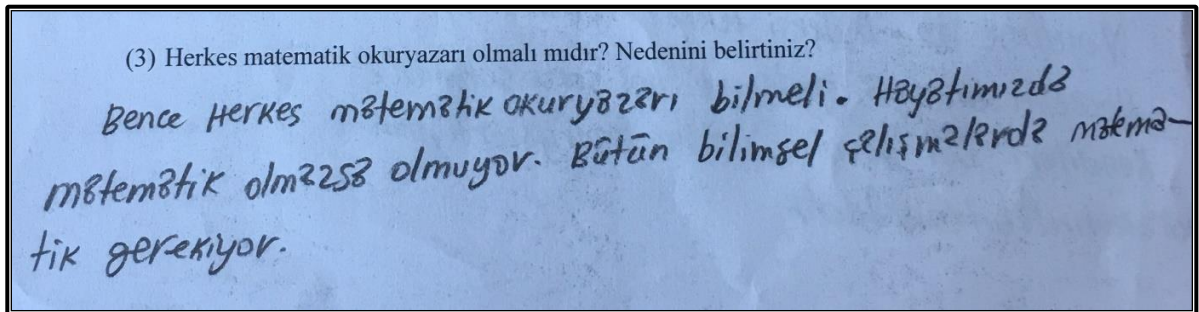 (3) Herkes matematik okuryazarı olmalı mıdır? Nedenini belirtiniz?
Bence Herkes matematik okuryazarı bilmeli. Hayatımızda
matematik olmazsa olmuyor. Bütün bilimsel çalışmalarda matema-
tik gerekiyor.